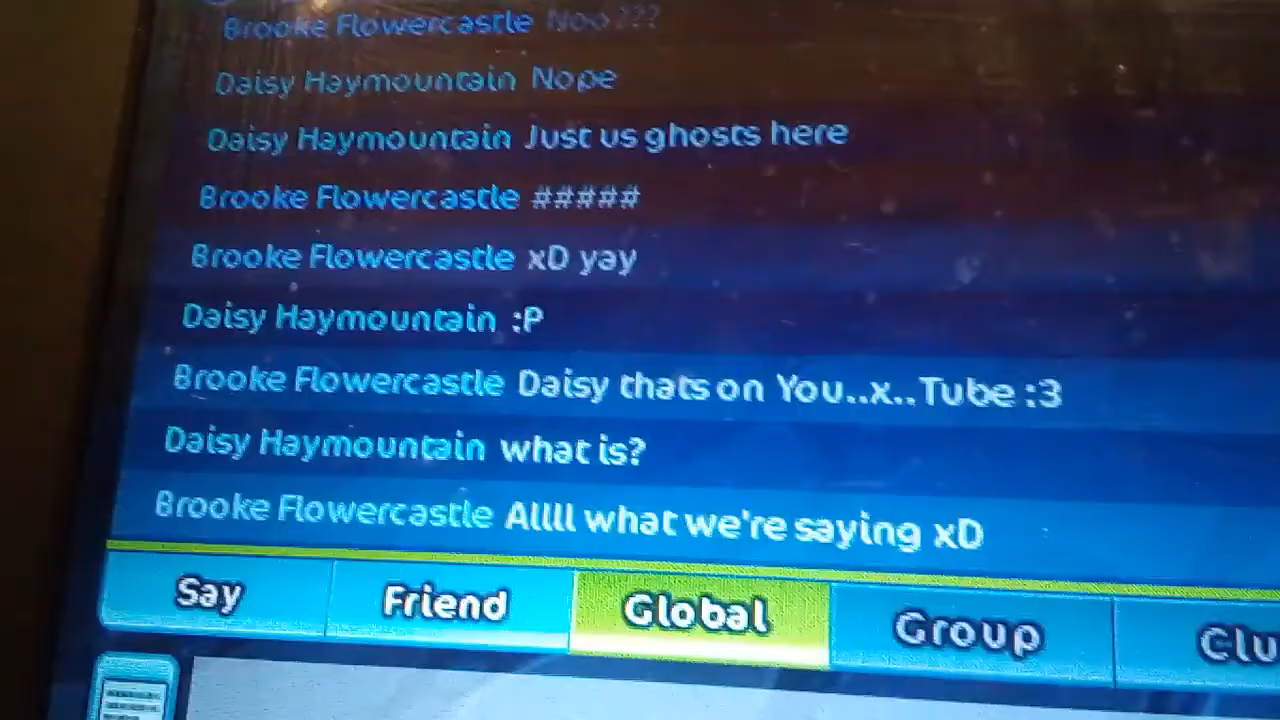 Brooke Flowercastle Noo???
Daisy Haymountain Nope
Daisy Haymountain Just us ghosts here
Brooke Flowercastle #####
Brooke Flowercastle xD yay
Daisy Haymountain :P
Brooke Flowercastle Daisy thats on You..x..Tube :3
Daisy Haymountain what is?
Brooke Flowercastle Allll what we're saying xD
Say Friend Global Group Clu